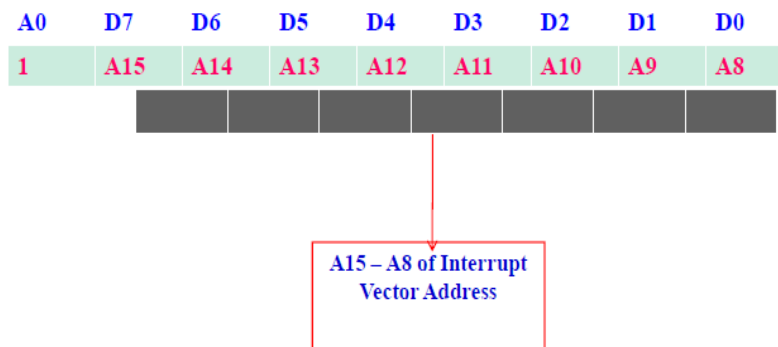 A0 D7 D6 D5 D4 D3 D2 D1 D0
1 A15 A14 A13 A12 A11 A10 A9 A8
A15 – A8 of Interrupt
Vector Address